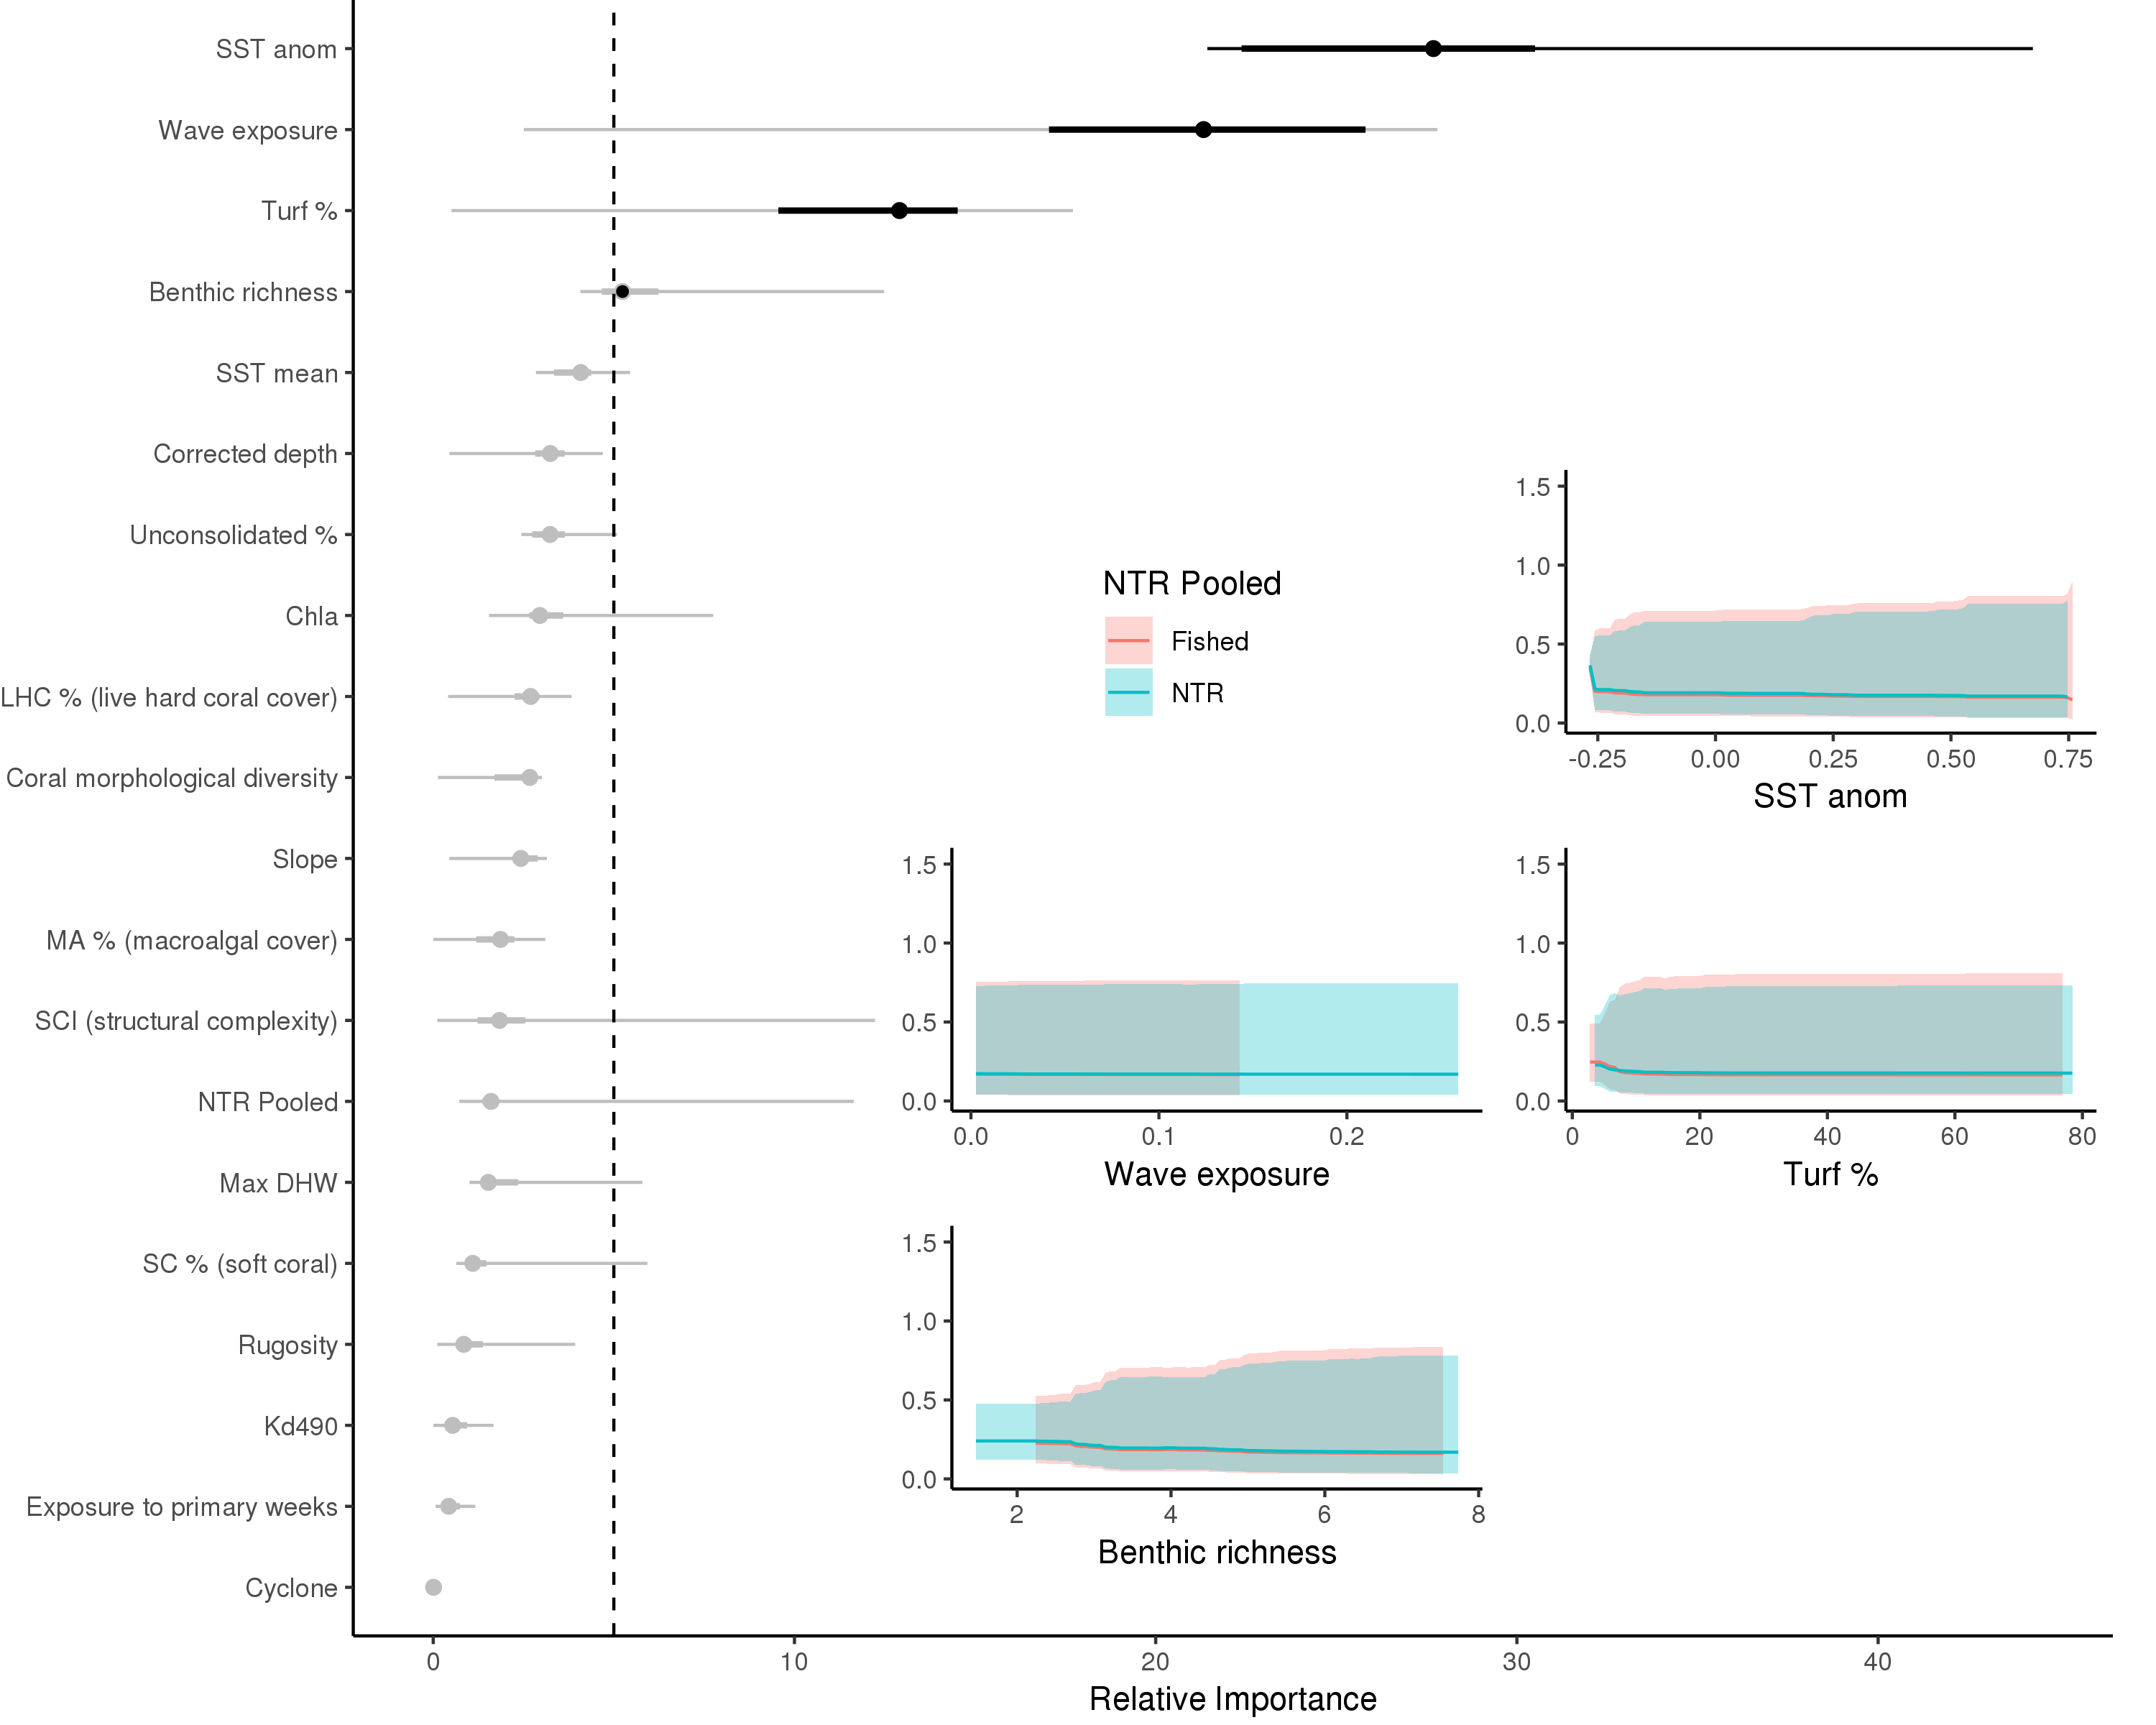 SST anom
Wave exposure
Turf %
Benthic richness
SST mean
Corrected depth
Unconsolidated %
Chla
LHC % (live hard coral cover)
Coral morphological diversity
Slope
MA % (macroalgal cover)
SCI (structural complexity)
NTR Pooled
Max DHW
SC % (soft coral)
Rugosity
Kd490
Exposure to primary weeks
Cyclone
0 10 20 30 40
Relative Importance
NTR Pooled
Fished
NTR
1.5
1.0
0.5
0.0
-0.25 0.00 0.25 0.50 0.75
SST anom
1.5
1.0
0.5
0.0
0.0 0.1 0.2
Wave exposure
1.5
1.0
0.5
0.0
0 20 40 60 80
Turf %
1.5
1.0
0.5
0.0
2 4 6 8
Benthic richness